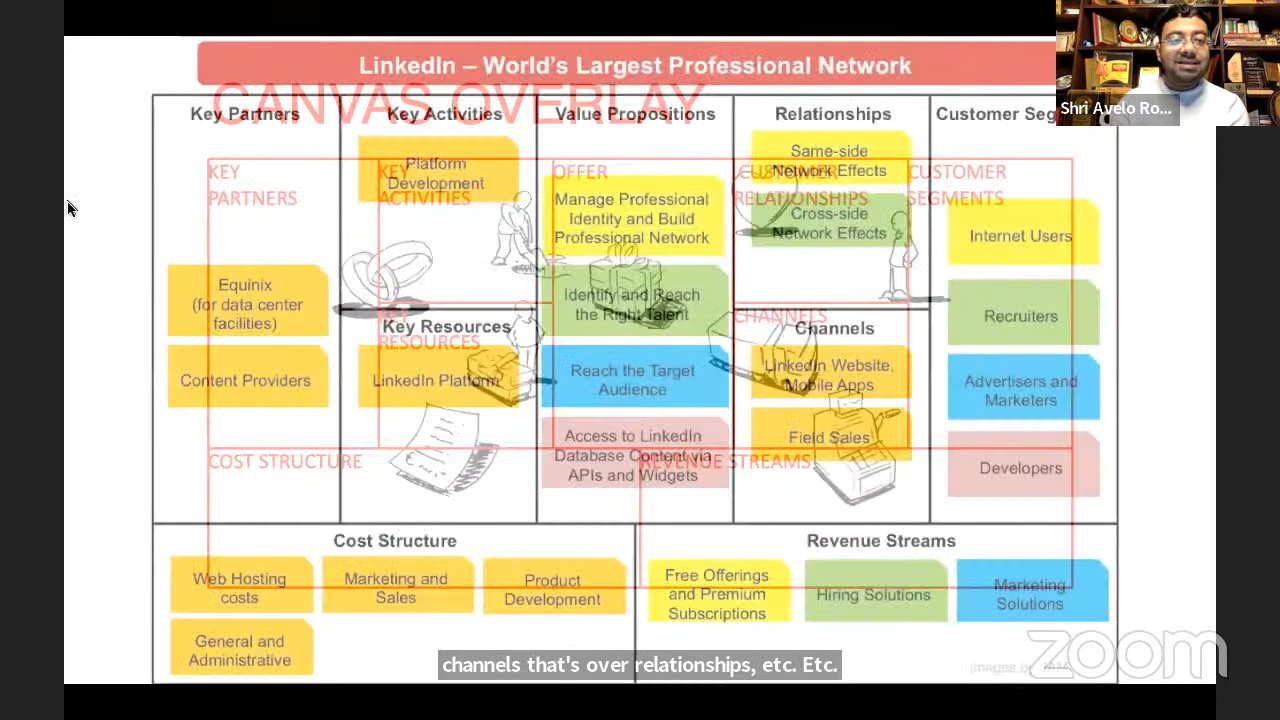 LinkedIn – World's Largest Professional Network
CANVAS OVERLAY
Shri Avelo Ro...
Key Partners
Equinix
(for data center
facilities)
Content Providers
Key Activities
Platform
Development
Key Resources
LinkedIn Platform
Value Propositions
Manage Professional
Identity and Build
Professional Network
Identify and Reach
the Right Talent
Reach the Target
Audience
Access to LinkedIn
Database Content via
APIs and Widgets
Relationships
Same-side
Network Effects
Cross-side
Network Effects
Channels
LinkedIn Website,
Mobile Apps
Field Sales
Customer Seg
Internet Users
Recruiters
Advertisers and
Marketers
Developers
KEY
PARTNERS
KEY
ACTIVITIES
KEY
RESOURCES
OFFER
CUSTOMER
RELATIONSHIPS
CHANNELS
CUSTOMER
SEGMENTS
COST STRUCTURE
REVENUE STREAMS
Cost Structure
Web Hosting
costs
Marketing and
Sales
Product
Development
General and
Administrative
Revenue Streams
Free Offerings
and Premium
Subscriptions
Hiring Solutions
Marketing
Solutions
images by JAM
channels that's over relationships, etc. Etc.
zoom